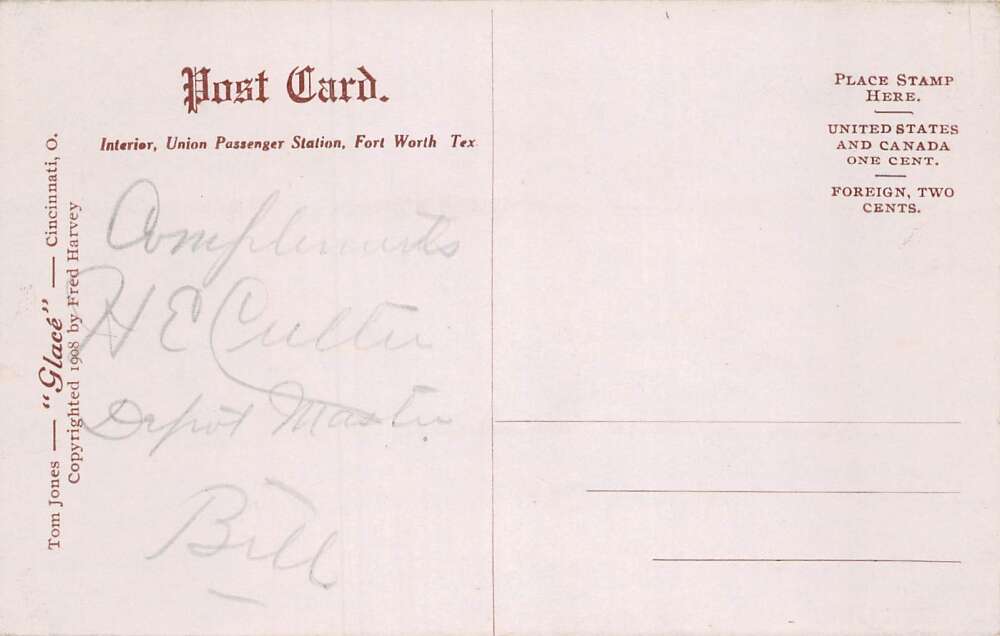 Post Card.
Interior, Union Passenger Station, Fort Worth Tex
PLACE STAMP
HERE.
UNITED STATES
AND CANADA
ONE CENT.
FOREIGN, TWO
CENTS.
Tom Jones — "Glacé" — Cincinnati, O.
Copyrighted 1908 by Fred Harvey
Compliments
H E Culter
Depot Master
Bill